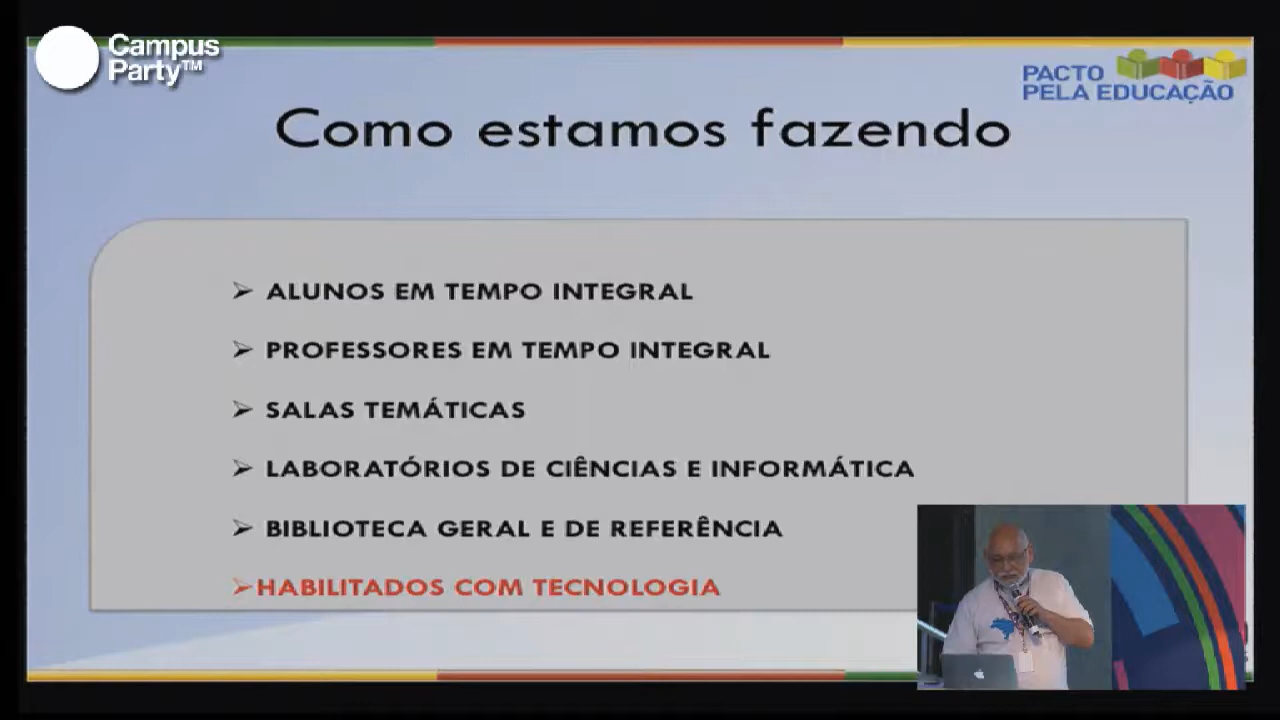 Campus
Party™
PACTO
PELA EDUCAÇÃO
Como estamos fazendo
➢ ALUNOS EM TEMPO INTEGRAL
➢ PROFESSORES EM TEMPO INTEGRAL
➢ SALAS TEMÁTICAS
➢ LABORATÓRIOS DE CIÊNCIAS E INFORMÁTICA
➢ BIBLIOTECA GERAL E DE REFERÊNCIA
➢HABILITADOS COM TECNOLOGIA